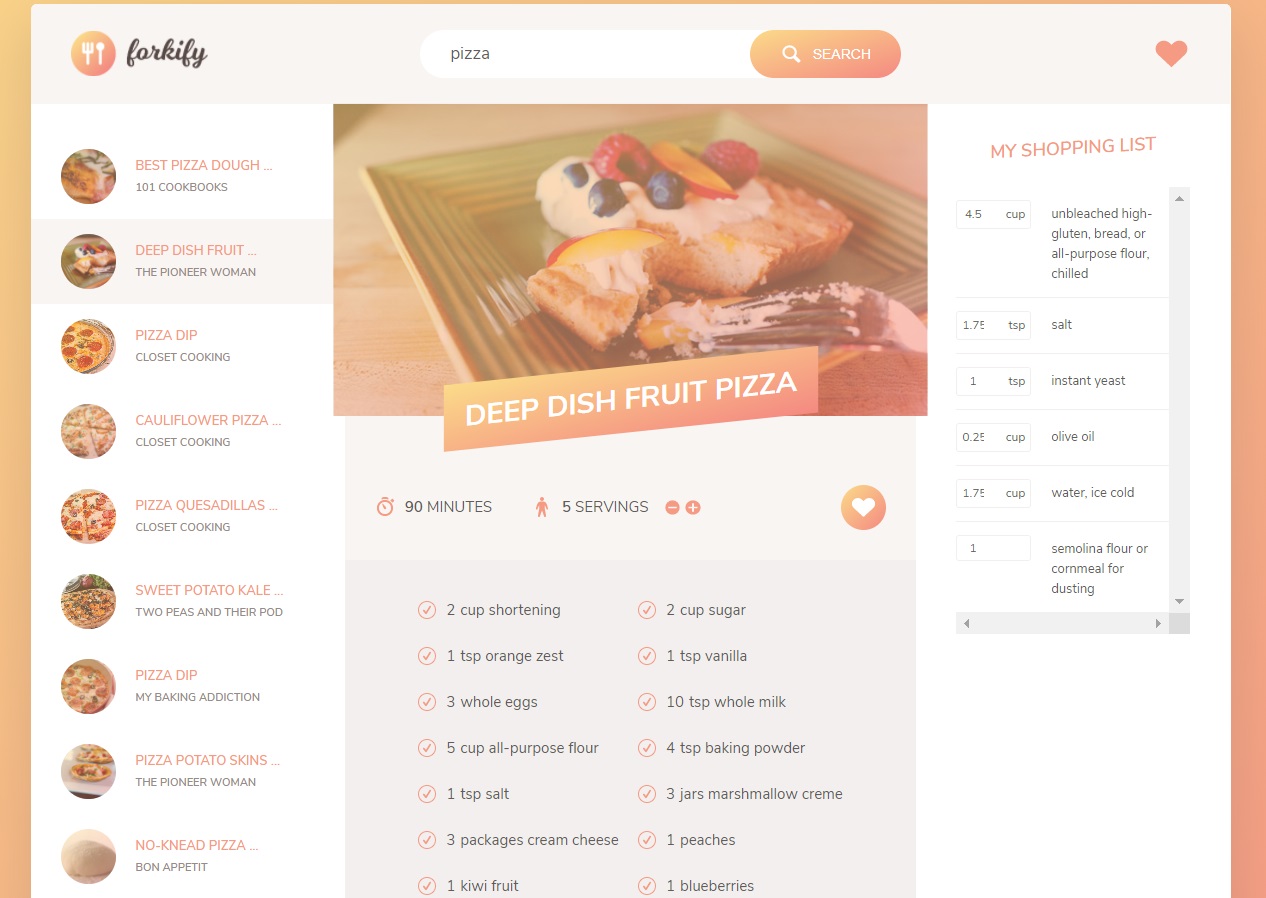 forkify
pizza
SEARCH
BEST PIZZA DOUGH ...
101 COOKBOOKS
DEEP DISH FRUIT ...
THE PIONEER WOMAN
PIZZA DIP
CLOSET COOKING
CAULIFLOWER PIZZA ...
CLOSET COOKING
PIZZA QUESADILLAS ...
CLOSET COOKING
SWEET POTATO KALE ...
TWO PEAS AND THEIR POD
PIZZA DIP
MY BAKING ADDICTION
PIZZA POTATO SKINS ...
THE PIONEER WOMAN
NO-KNEAD PIZZA ...
BON APPETIT
DEEP DISH FRUIT PIZZA
90 MINUTES
5 SERVINGS
2 cup shortening
2 cup sugar
1 tsp orange zest
1 tsp vanilla
3 whole eggs
10 tsp whole milk
5 cup all-purpose flour
4 tsp baking powder
1 tsp salt
3 jars marshmallow creme
3 packages cream cheese
1 peaches
1 kiwi fruit
1 blueberries
MY SHOPPING LIST
4.5 cup unbleached high-
gluten, bread, or
all-purpose flour,
chilled
1.75 tsp salt
1 tsp instant yeast
0.25 cup olive oil
1.75 cup water, ice cold
1 semolina flour or
cornmeal for
dusting